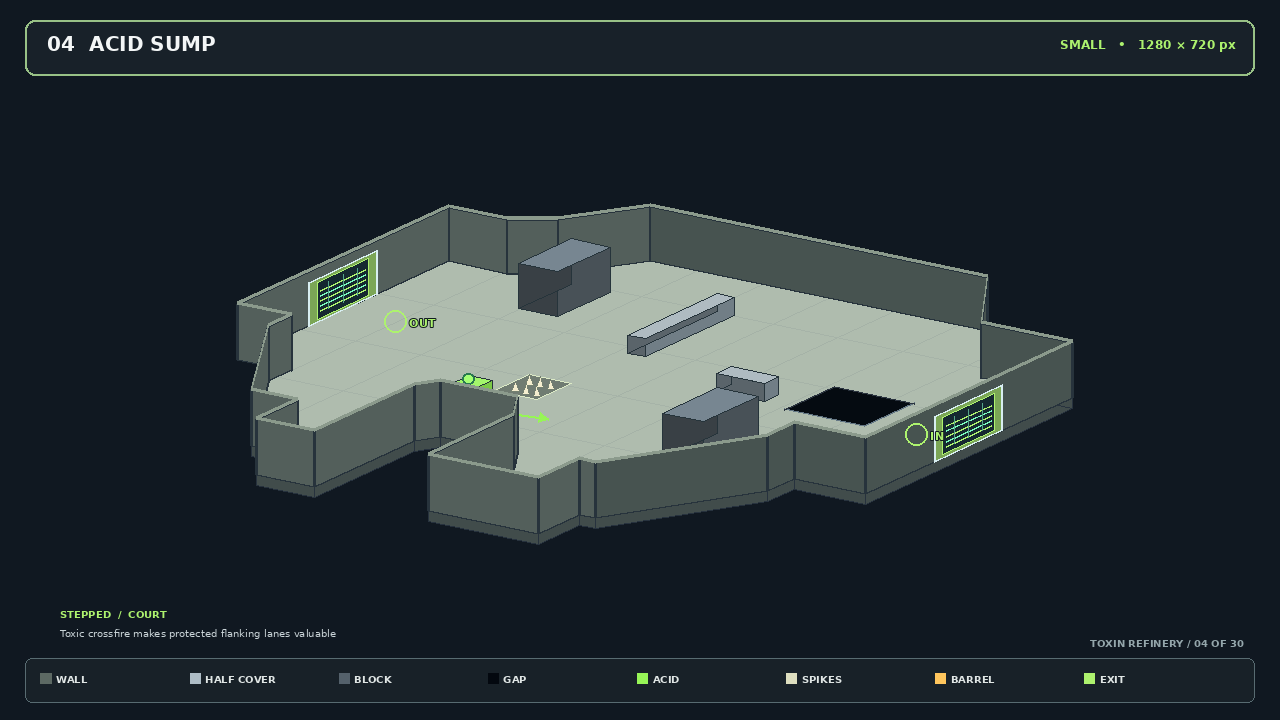 04 ACID SUMP
SMALL • 1280 × 720 px
OUT
IN
STEPPED / COURT
Toxic crossfire makes protected flanking lanes valuable
TOXIN REFINERY / 04 OF 30
WALL HALF COVER BLOCK GAP ACID SPIKES BARREL EXIT